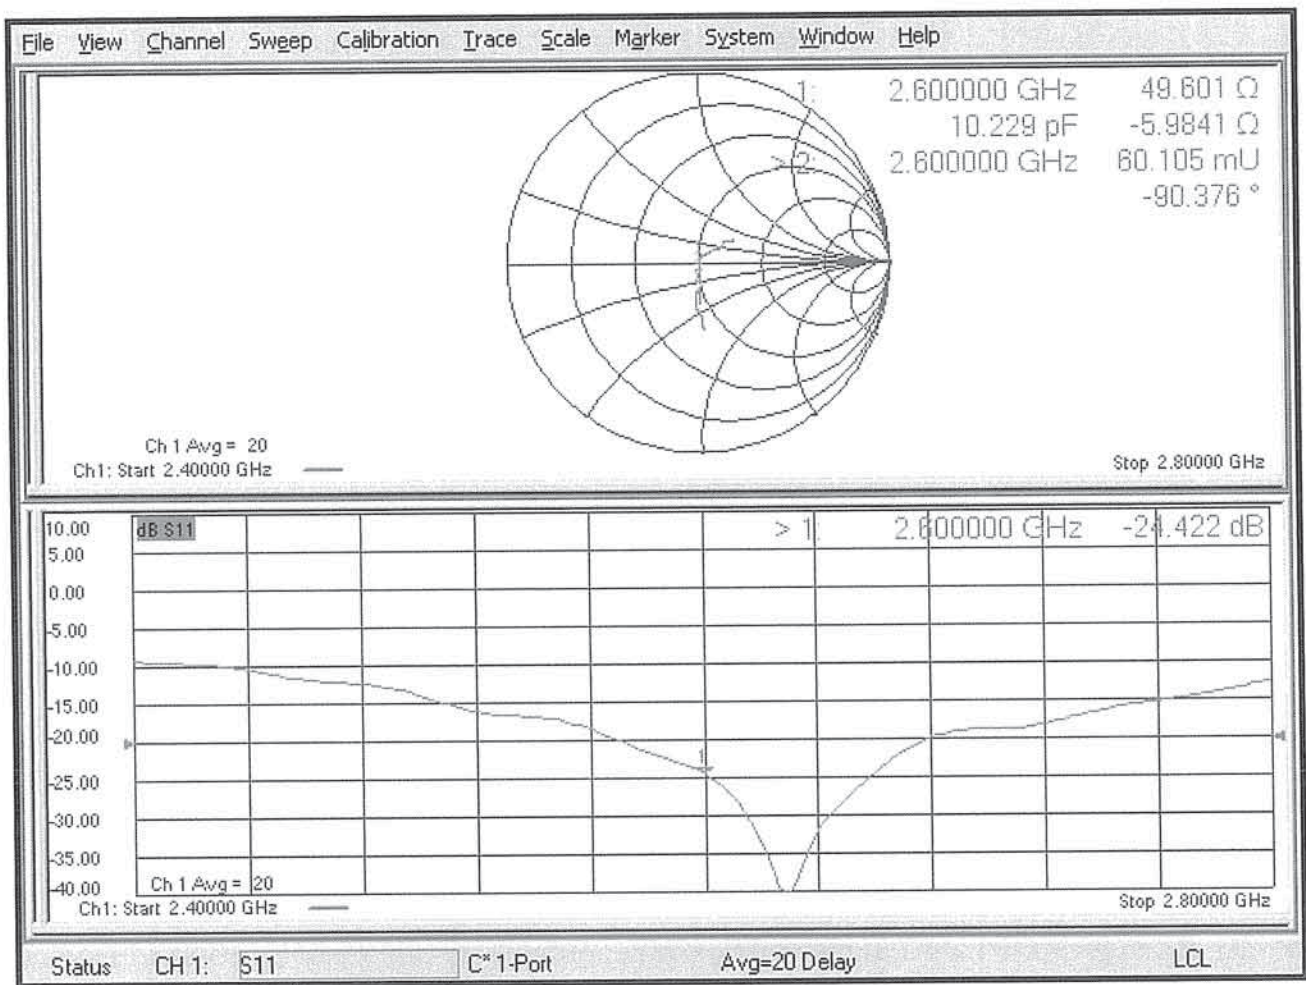 File View Channel Sweep Calibration Trace Scale Marker System Window Help
1: 2.600000 GHz 49.601 Ω
10.229 pF -5.9841 Ω
> 2: 2.600000 GHz 60.105 mU
-90.376 °
Ch 1 Avg = 20
Ch1: Start 2.40000 GHz
Stop 2.80000 GHz
10.00
dB S11
> 1: 2.600000 GHz -24.422 dB
5.00
0.00
-5.00
-10.00
-15.00
-20.00
1
-25.00
-30.00
-35.00
-40.00
Ch 1 Avg = 20
Ch1: Start 2.40000 GHz
Stop 2.80000 GHz
Status CH 1: S11 C* 1-Port Avg=20 Delay LCL